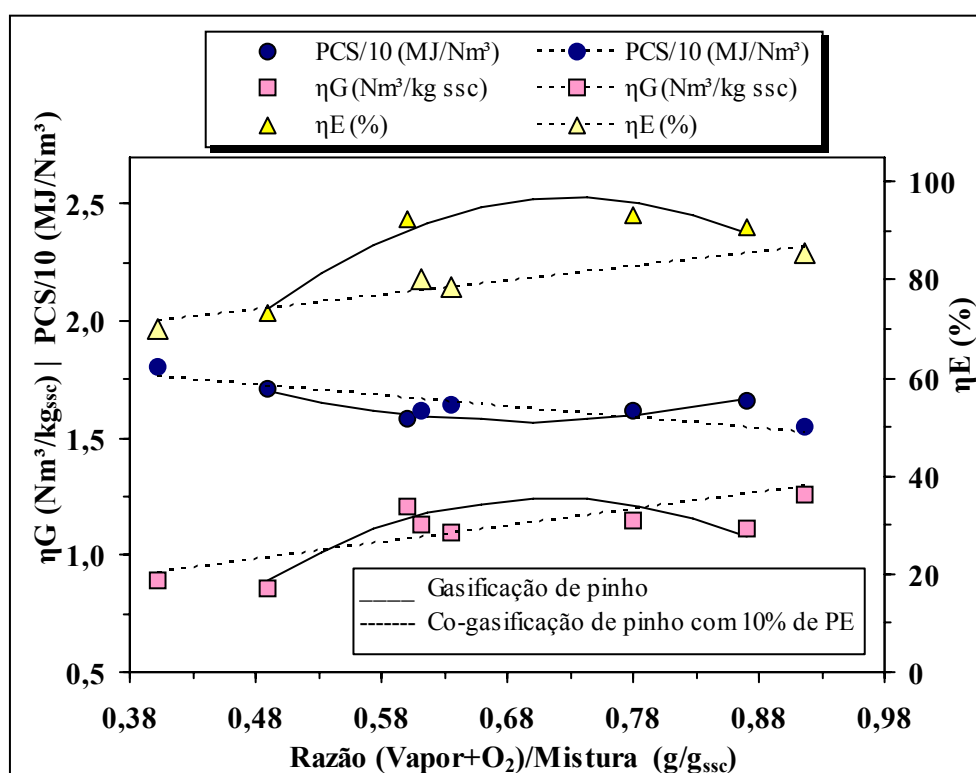 PCS/10 (MJ/Nm³) PCS/10 (MJ/Nm³)
ηG (Nm³/kg ssc) ηG (Nm³/kg ssc)
ηE (%) ηE (%)
ηG (Nm³/kgssc) | PCS/10 (MJ/Nm³)
2,5
2,0
1,5
1,0
0,5
100
80
60
40
20
0
ηE (%)
Gasificação de pinho
Co-gasificação de pinho com 10% de PE
0,38 0,48 0,58 0,68 0,78 0,88 0,98
Razão (Vapor+O₂)/Mistura (g/gssc)